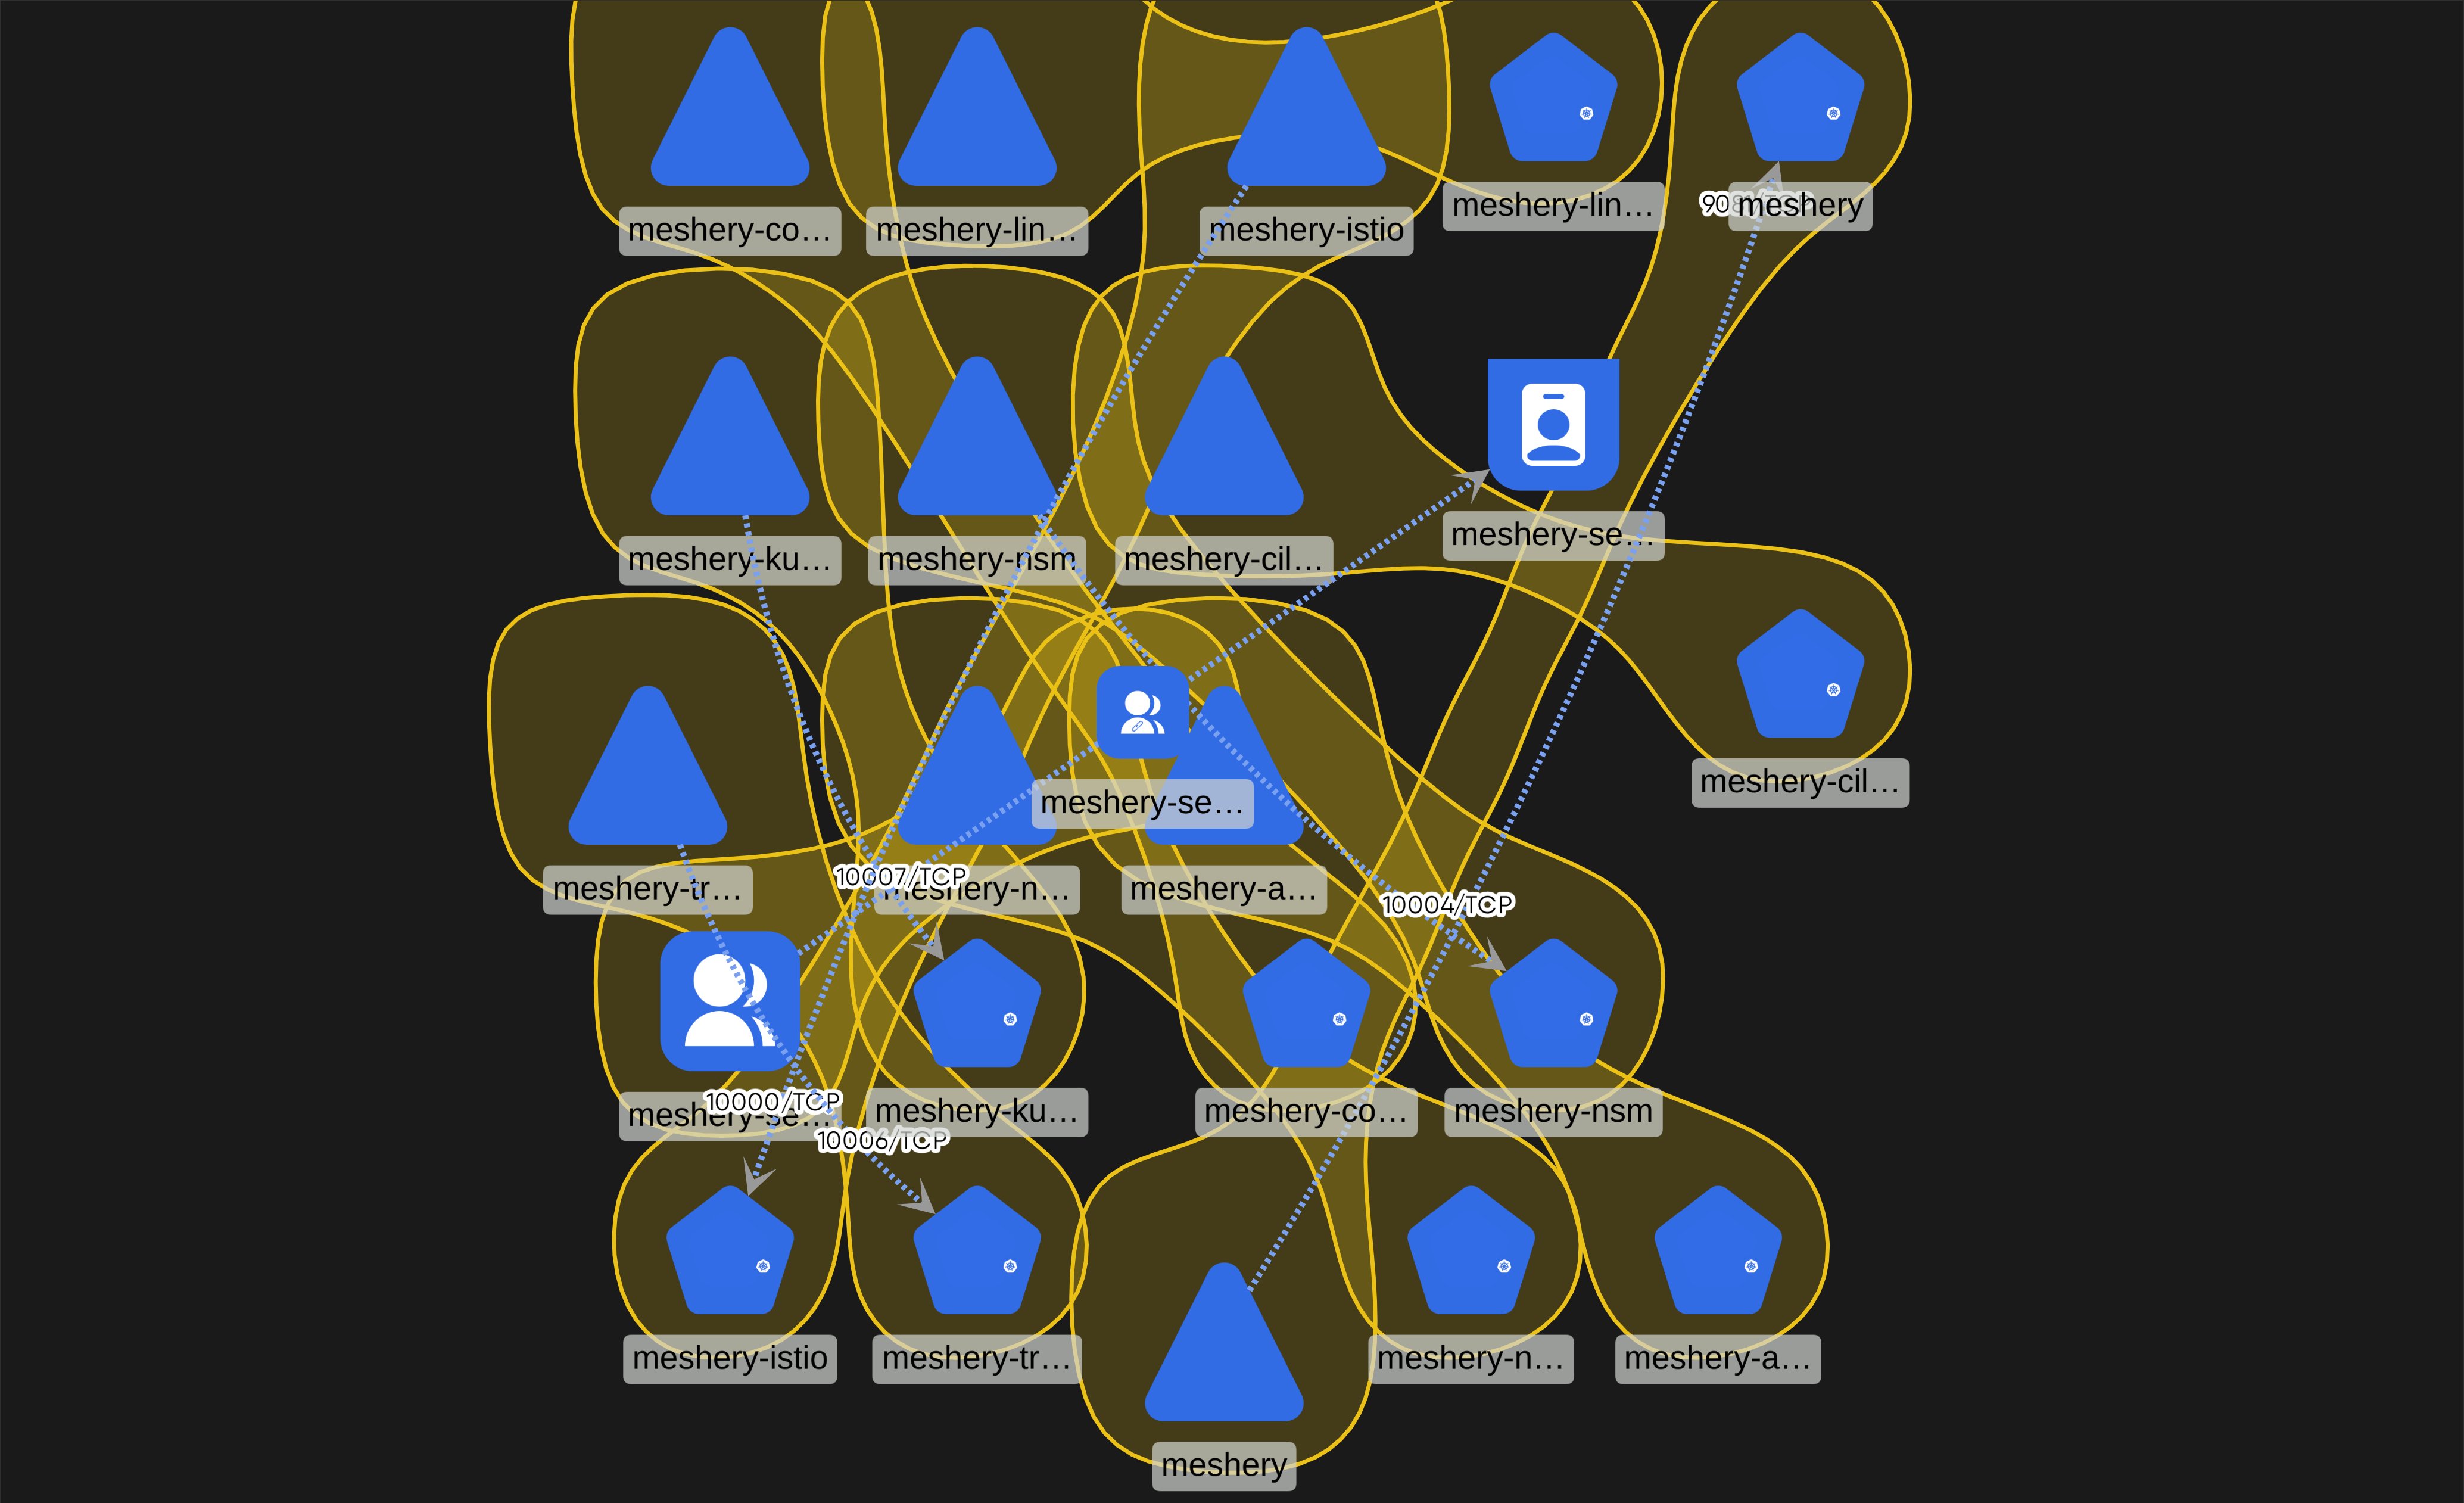 meshery-co…
meshery-lin…
meshery-istio
meshery-lin…
meshery
meshery-ku…
meshery-nsm
meshery-cil…
meshery-se…
meshery-se…
meshery-cil…
meshery-tr…
10007/TCP
meshery-n…
meshery-a…
10004/TCP
meshery-se…
10000/TCP
meshery-ku…
meshery-co…
meshery-nsm
10006/TCP
meshery-istio
meshery-tr…
meshery-n…
meshery-a…
meshery